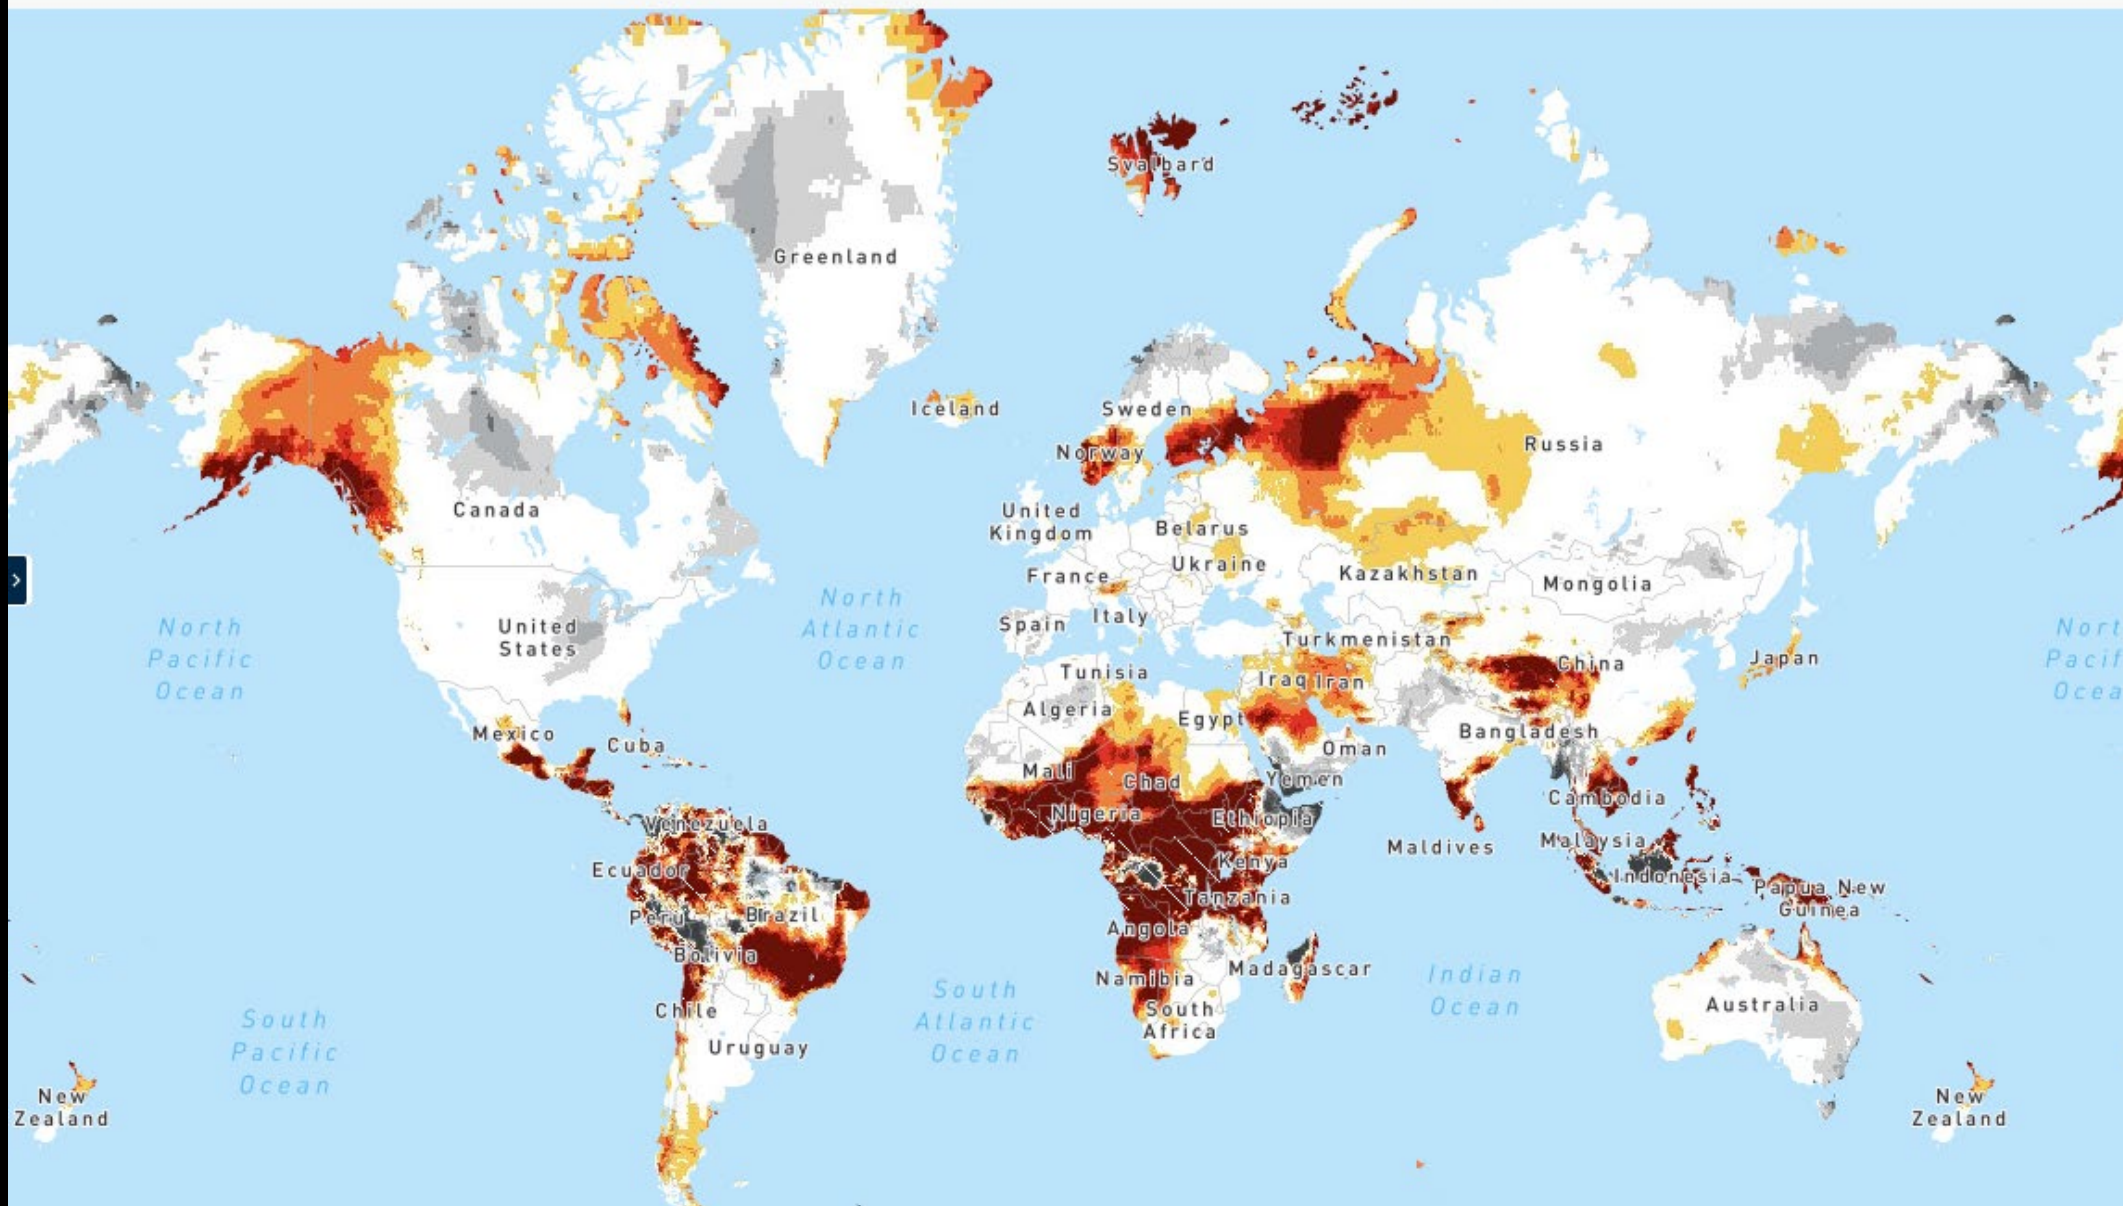 Svalbard
Greenland
Iceland
Sweden
Norway
Russia
Canada
United
Kingdom
Belarus
Ukraine
France
Kazakhstan
Mongolia
Italy
Spain
United
States
North
Pacific
Ocean
North
Atlantic
Ocean
Turkmenistan
China
Japan
Nort
Pacif
Ocea
Tunisia
Iraq
Iran
Algeria
Egypt
Mexico
Cuba
Bangladesh
Oman
Mali
Chad
Yemen
Cambodia
Nigeria
Ethiopia
Venezuela
Maldives
Malaysia
Ecuador
Kenya
Indonesia
Tanzania
Papua New
Guinea
Peru
Brazil
Angola
Bolivia
Namibia
Madagascar
Indian
Ocean
Chile
South
Africa
Australia
South
Pacific
Ocean
South
Atlantic
Ocean
Uruguay
New
Zealand
New
Zealand